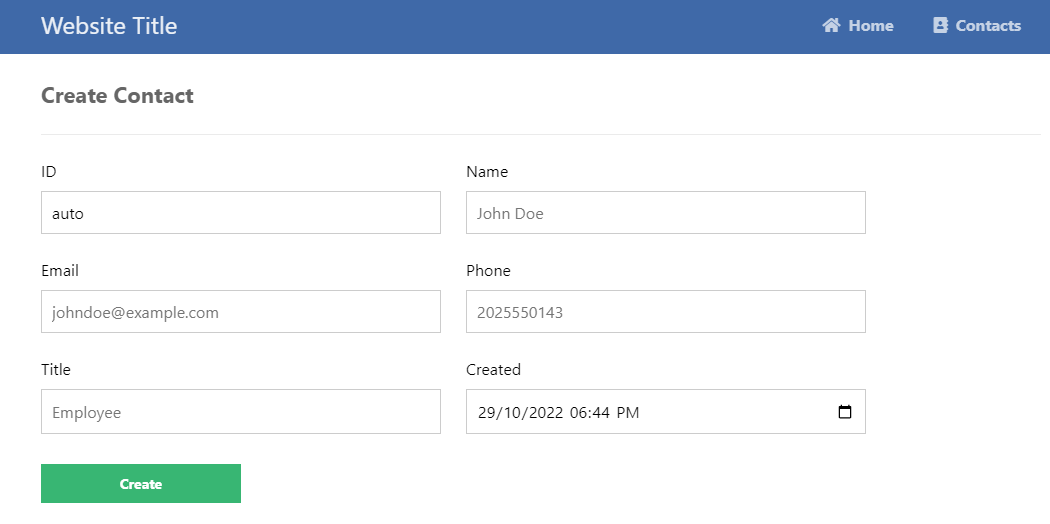 Website Title Home Contacts
Create Contact
ID Name
auto John Doe
Email Phone
johndoe@example.com 2025550143
Title Created
Employee 29/10/2022 06:44 PM
Create